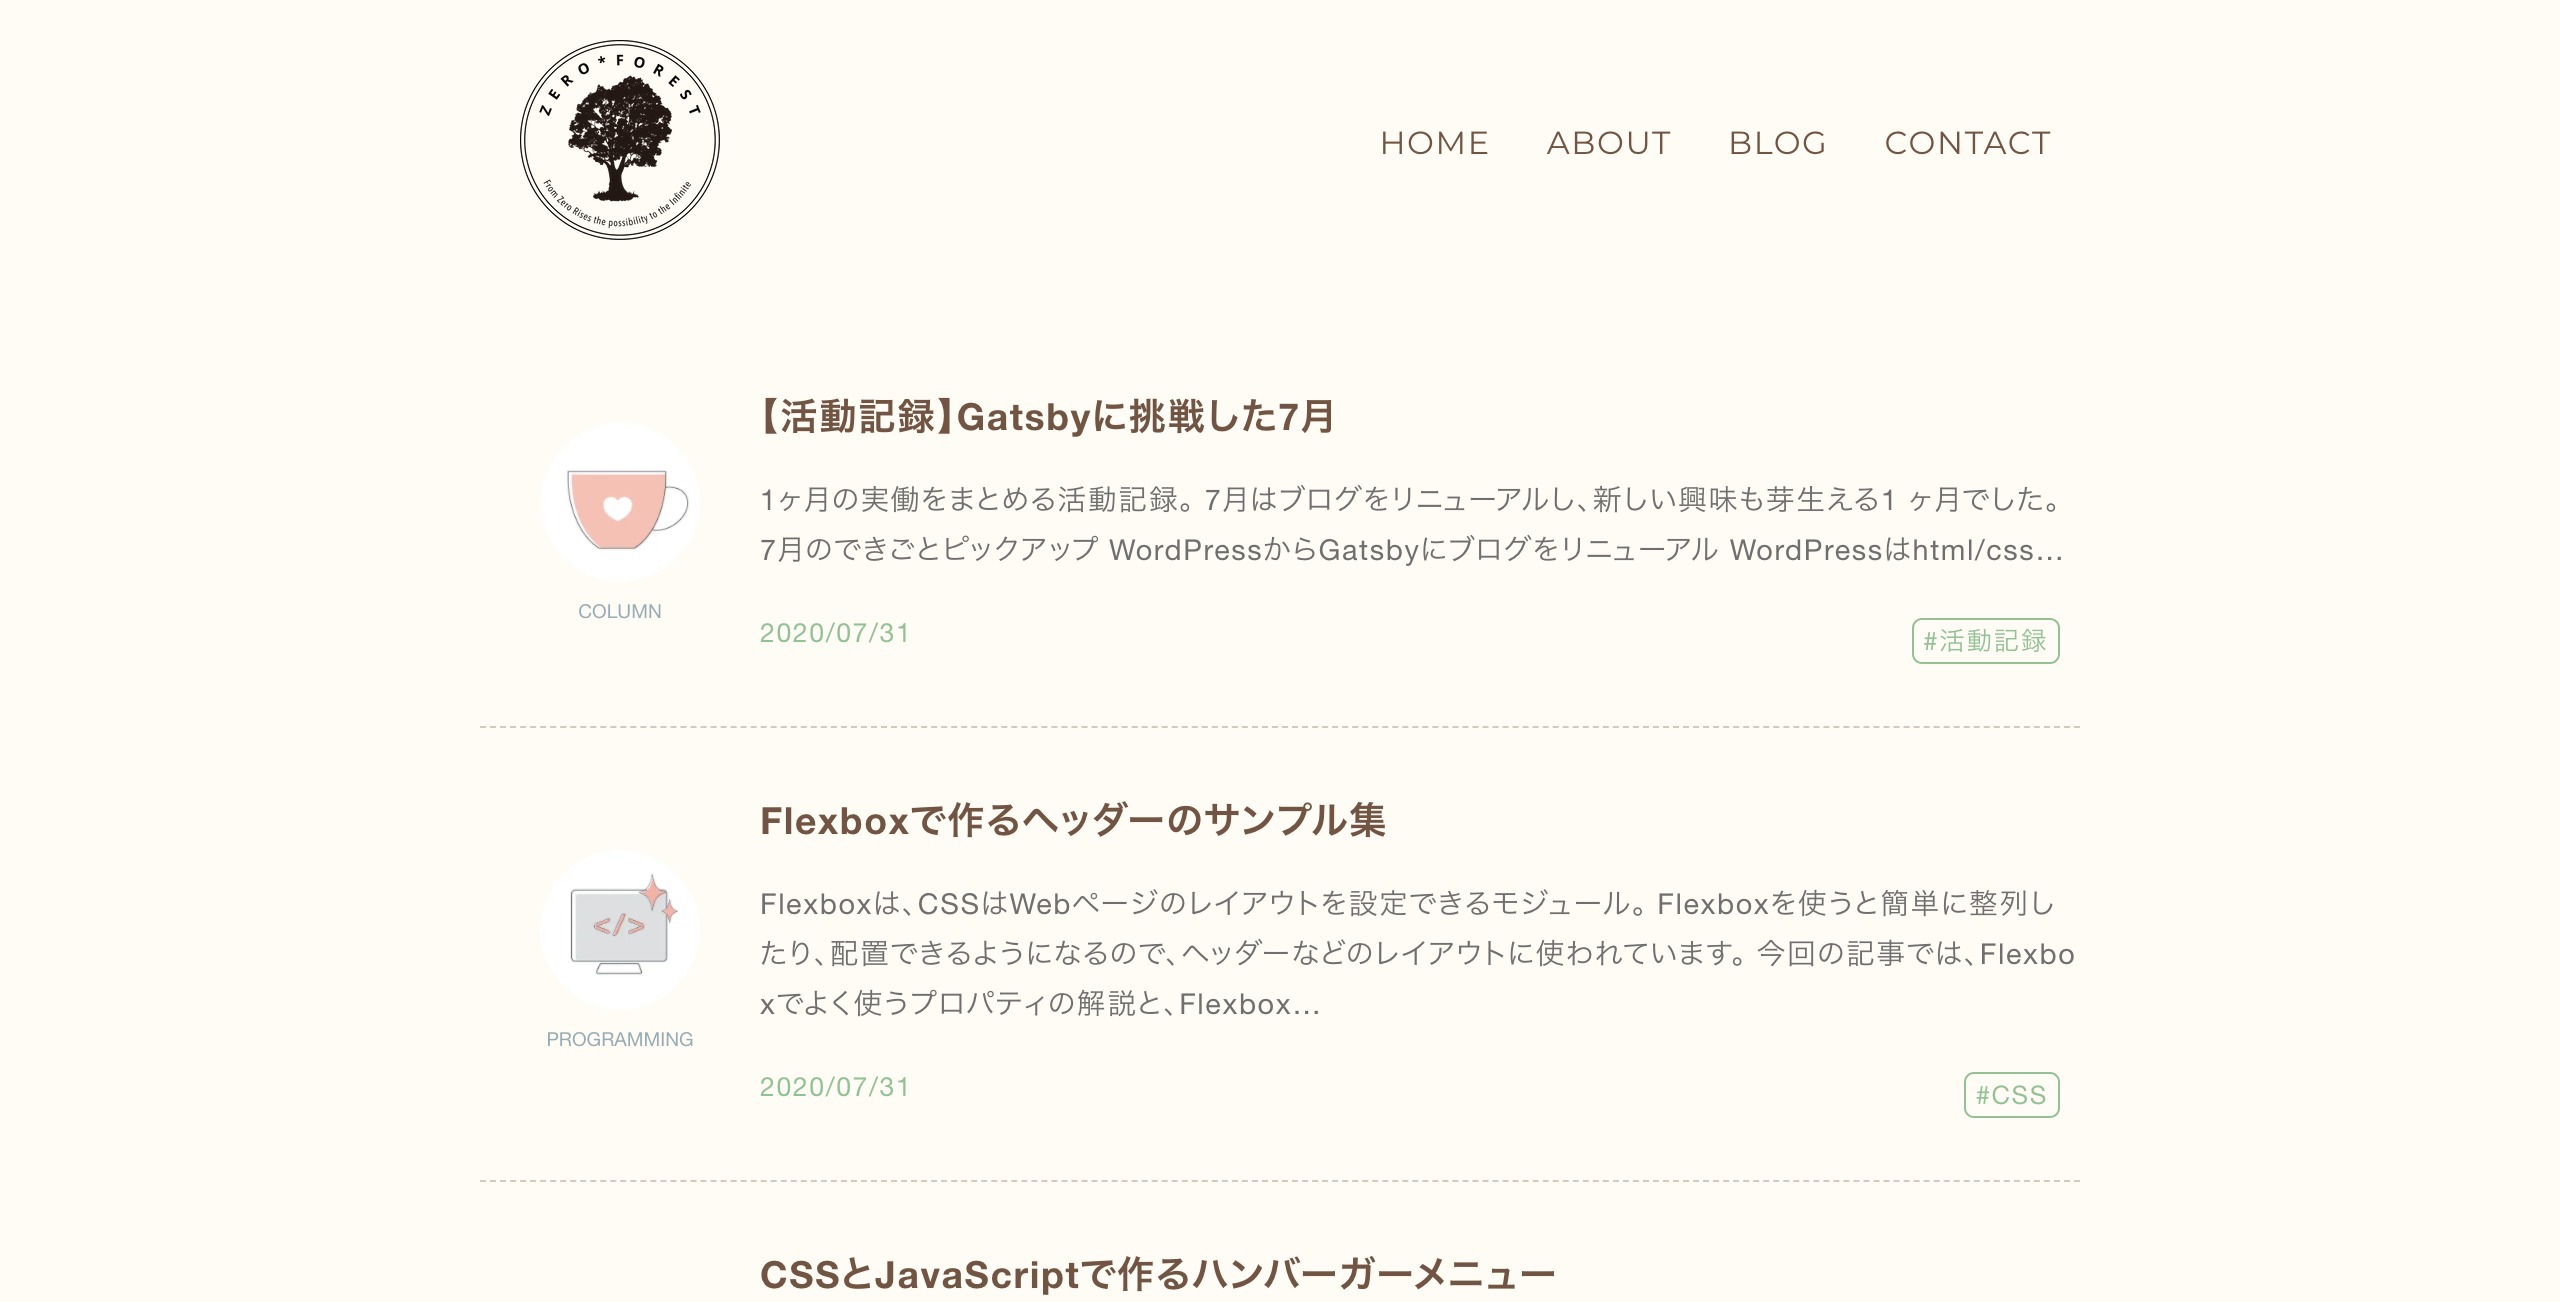 ZERO*FOREST
From Zero Rises the possibility to the Infinite
HOME ABOUT BLOG CONTACT
【活動記録】Gatsbyに挑戦した7月
1ヶ月の実働をまとめる活動記録。7月はブログをリニューアルし、新しい興味も芽生える1 ヶ月でした。
7月のできごとピックアップ WordPressからGatsbyにブログをリニューアル WordPressはhtml/css…
COLUMN
2020/07/31
#活動記録
Flexboxで作るヘッダーのサンプル集
Flexboxは、CSSはWebページのレイアウトを設定できるモジュール。Flexboxを使うと簡単に整列し
たり、配置できるようになるので、ヘッダーなどのレイアウトに使われています。今回の記事では、Flexbo
xでよく使うプロパティの解説と、Flexbox…
</>
PROGRAMMING
2020/07/31
#CSS
CSSとJavaScriptで作るハンバーガーメニュー